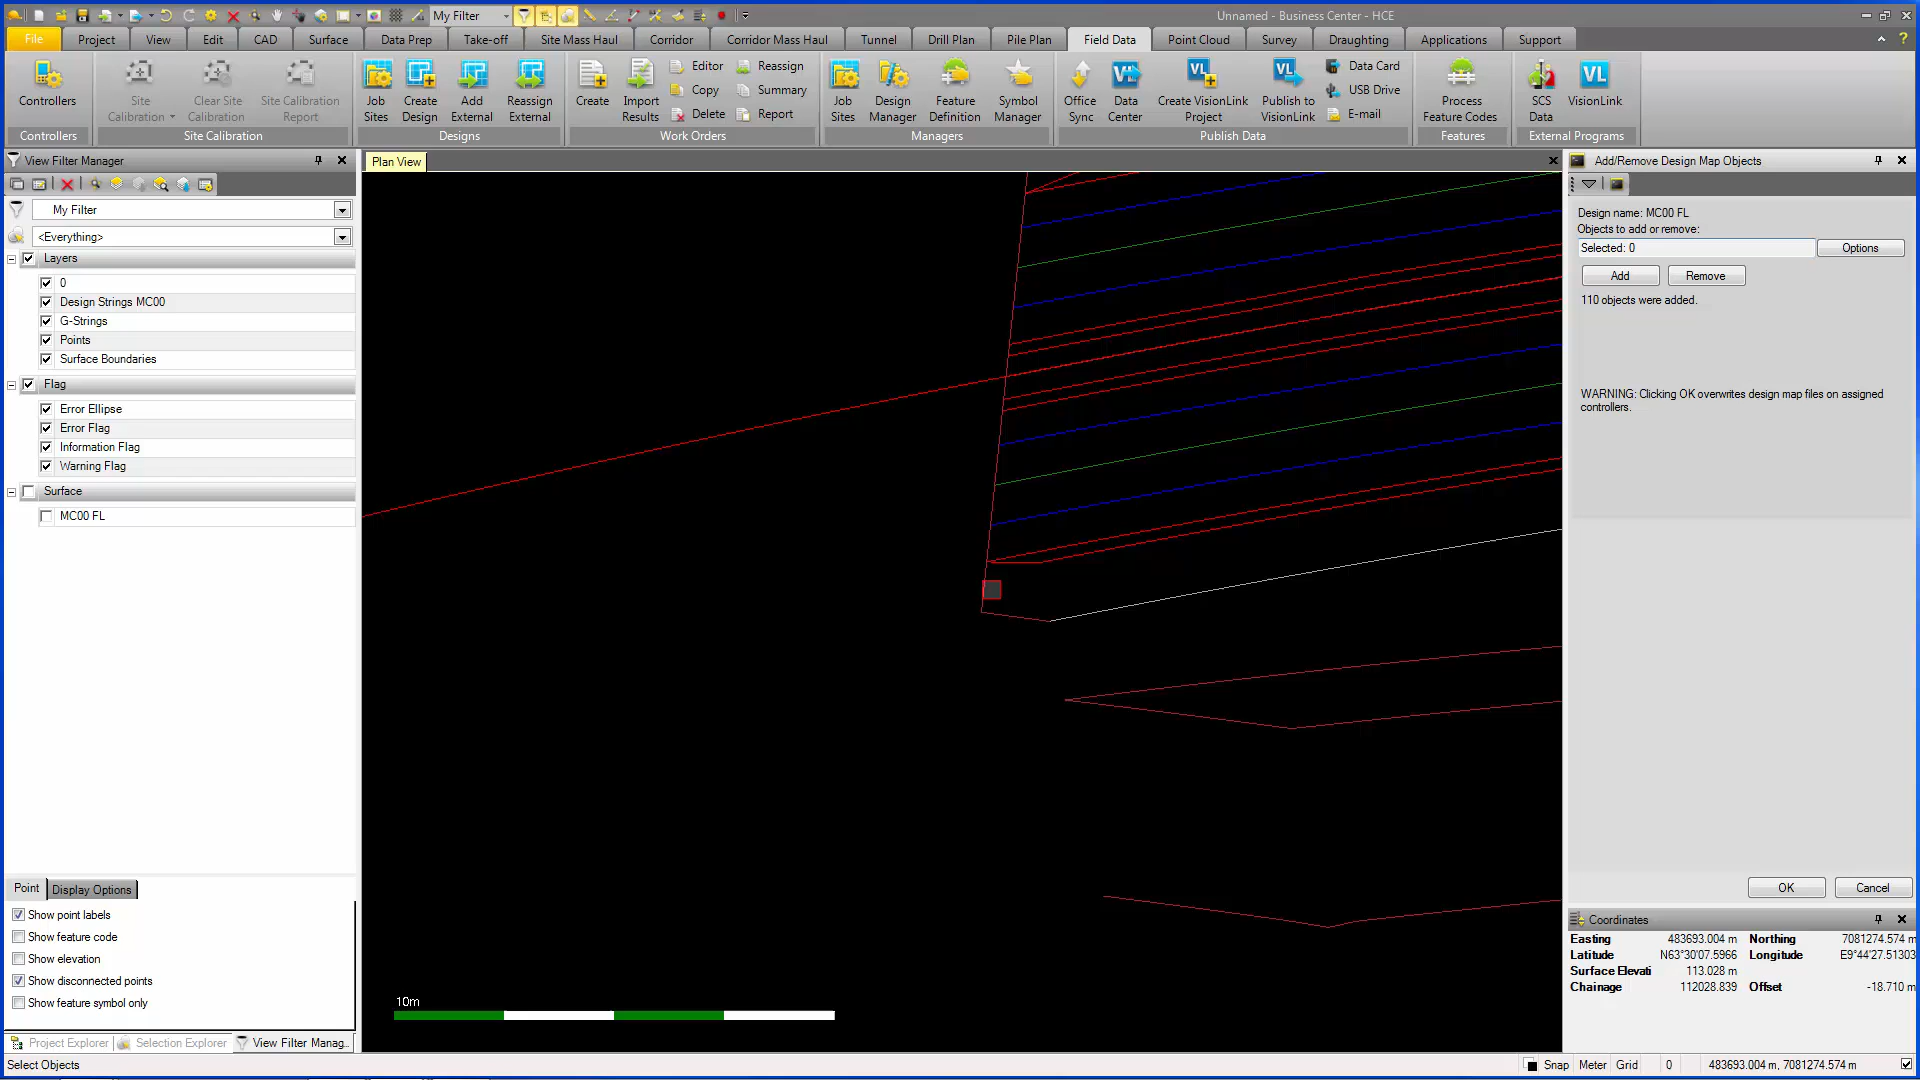 My Filter
Unnamed - Business Center - HCE
File Project View Edit CAD Surface Data Prep Take-off Site Mass Haul Corridor Corridor Mass Haul Tunnel Drill Plan Pile Plan Field Data Point Cloud Survey Draughting Applications Support
Controllers
Controllers
Site Calibration
Clear Site Calibration
Site Calibration Report
Site Calibration
Job Sites
Create Design
Add External
Reassign External
Designs
Create
Import Results
Editor
Copy
Delete
Reassign
Summary
Report
Work Orders
Job Sites
Design Manager
Feature Definition
Symbol Manager
Managers
Office Sync
Data Center
Create VisionLink Project
Publish to VisionLink
Data Card
USB Drive
E-mail
Publish Data
Process Feature Codes
Features
SCS Data
VL
VisionLink
External Programs
View Filter Manager
My Filter
<Everything>
Layers
0
Design Strings MC00
G-Strings
Points
Surface Boundaries
Flag
Error Ellipse
Error Flag
Information Flag
Warning Flag
Surface
MC00 FL
Point Display Options
Show point labels
Show feature code
Show elevation
Show disconnected points
Show feature symbol only
Project Explorer Selection Explorer View Filter Manag...
Plan View
10m
Add/Remove Design Map Objects
Design name: MC00 FL
Objects to add or remove:
Selected: 0
Options
Add Remove
110 objects were added.
WARNING: Clicking OK overwrites design map files on assigned
controllers.
OK Cancel
Coordinates
Easting 483693.004 m Northing 7081274.574 m
Latitude N63°30'07.5966 Longitude E9°44'27.51303
Surface Elevati 113.028 m
Chainage 112028.839 Offset -18.710 m
Select Objects
Snap Meter Grid 0 483693.004 m, 7081274.574 m